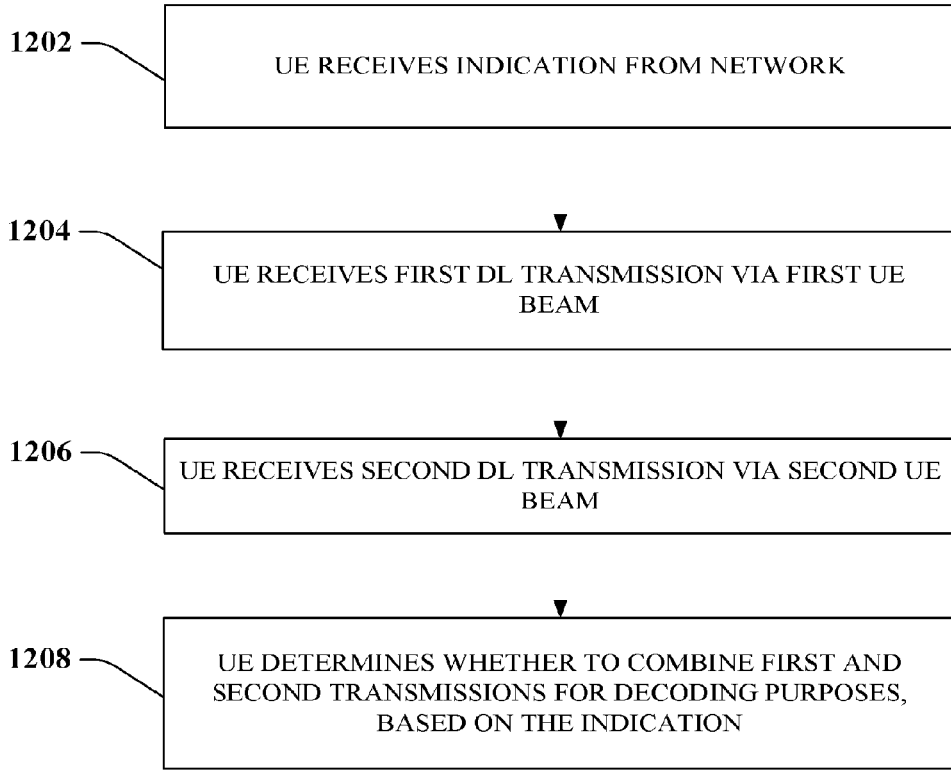 1202
UE RECEIVES INDICATION FROM NETWORK
1204
UE RECEIVES FIRST DL TRANSMISSION VIA FIRST UE
BEAM
1206
UE RECEIVES SECOND DL TRANSMISSION VIA SECOND UE
BEAM
1208
UE DETERMINES WHETHER TO COMBINE FIRST AND
SECOND TRANSMISSIONS FOR DECODING PURPOSES,
BASED ON THE INDICATION